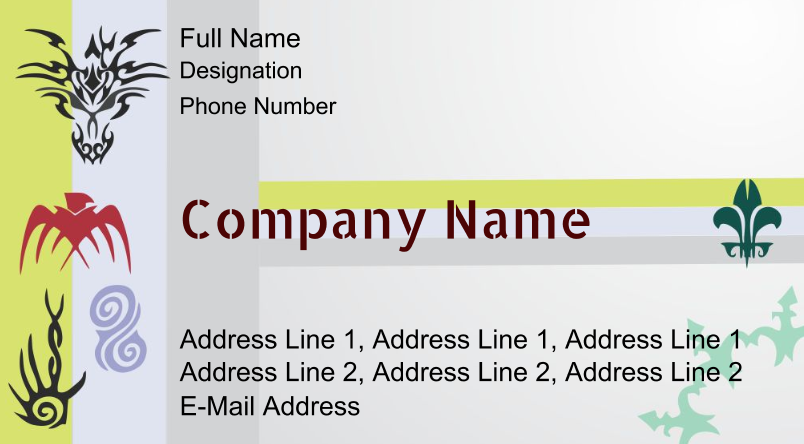 Full Name
Designation
Phone Number
Company Name
Address Line 1, Address Line 1, Address Line 1
Address Line 2, Address Line 2, Address Line 2
E-Mail Address